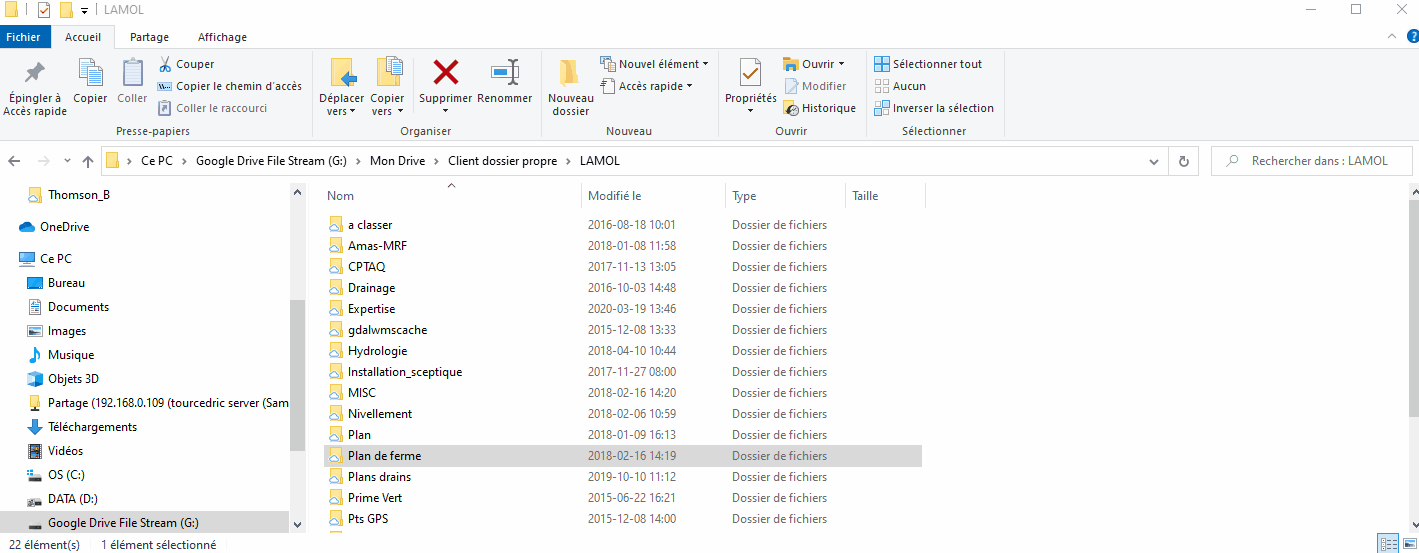 LAMOL
Fichier Accueil Partage Affichage
Épingler à Accès rapide
Copier
Coller
Couper
Copier le chemin d'accès
Coller le raccourci
Presse-papiers
Déplacer vers
Copier vers
Supprimer
Renommer
Organiser
Nouveau dossier
Nouvel élément
Accès rapide
Nouveau
Propriétés
Ouvrir
Modifier
Historique
Ouvrir
Sélectionner tout
Aucun
Inverser la sélection
Sélectionner
Ce PC > Google Drive File Stream (G:) > Mon Drive > Client dossier propre > LAMOL
Rechercher dans : LAMOL
Thomson_B
OneDrive
Ce PC
Bureau
Documents
Images
Musique
Objets 3D
Partage (192.168.0.109 (tourcedric server (Sam
Téléchargements
Vidéos
OS (C:)
DATA (D:)
Google Drive File Stream (G:)
Nom Modifié le Type Taille
a classer 2016-08-18 10:01 Dossier de fichiers
Amas-MRF 2018-01-08 11:58 Dossier de fichiers
CPTAQ 2017-11-13 13:05 Dossier de fichiers
Drainage 2016-10-03 14:48 Dossier de fichiers
Expertise 2020-03-19 13:46 Dossier de fichiers
gdalwmscache 2015-12-08 13:33 Dossier de fichiers
Hydrologie 2018-04-10 10:44 Dossier de fichiers
Installation_sceptique 2017-11-27 08:00 Dossier de fichiers
MISC 2018-02-16 14:20 Dossier de fichiers
Nivellement 2018-02-06 10:59 Dossier de fichiers
Plan 2018-01-09 16:13 Dossier de fichiers
Plan de ferme 2018-02-16 14:19 Dossier de fichiers
Plans drains 2019-10-10 11:12 Dossier de fichiers
Prime Vert 2015-06-22 16:21 Dossier de fichiers
Pts GPS 2015-12-08 14:00 Dossier de fichiers
22 élément(s) 1 élément sélectionné